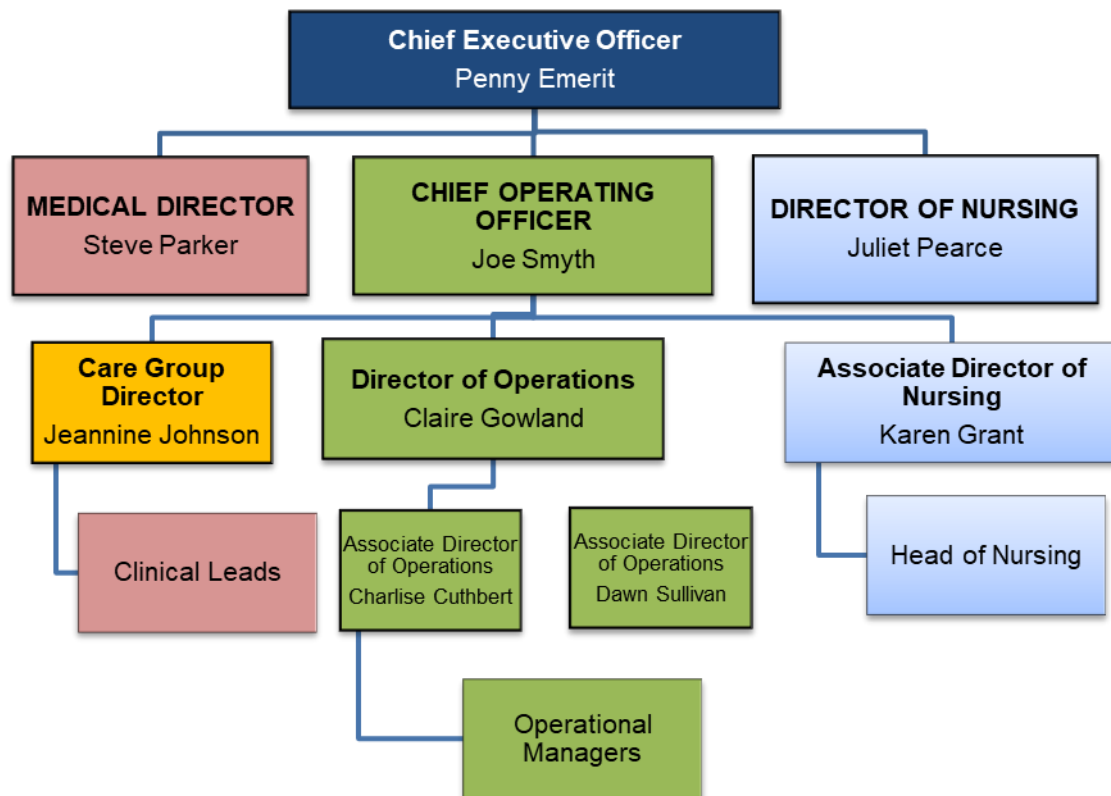 Chief Executive Officer
Penny Emerit
MEDICAL DIRECTOR
Steve Parker
CHIEF OPERATING
OFFICER
Joe Smyth
DIRECTOR OF NURSING
Juliet Pearce
Care Group
Director
Jeannine Johnson
Director of Operations
Claire Gowland
Associate Director of
Nursing
Karen Grant
Clinical Leads
Associate Director
of Operations
Charlise Cuthbert
Associate Director
of Operations
Dawn Sullivan
Head of Nursing
Operational
Managers